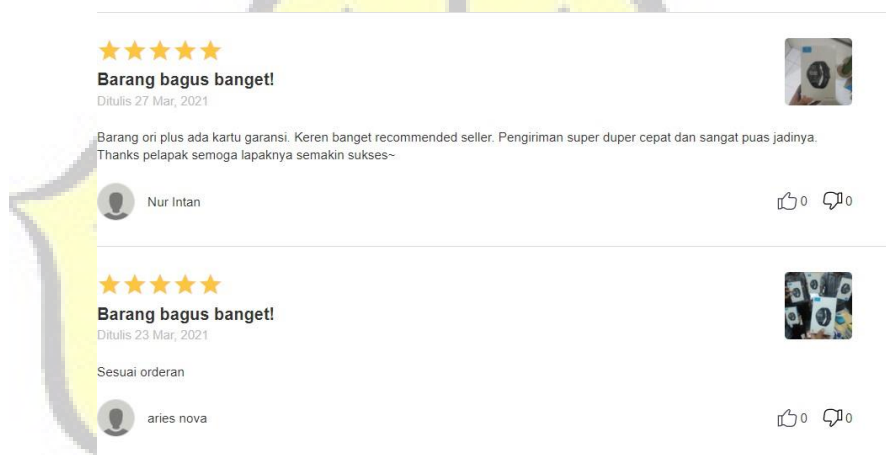 Barang bagus banget!
Ditulis 27 Mar, 2021
Barang ori plus ada kartu garansi. Keren banget recommended seller. Pengiriman super duper cepat dan sangat puas jadinya.
Thanks pelapak semoga lapaknya semakin sukses~
Nur Intan
0 0
Barang bagus banget!
Ditulis 23 Mar, 2021
Sesuai orderan
aries nova
0 0